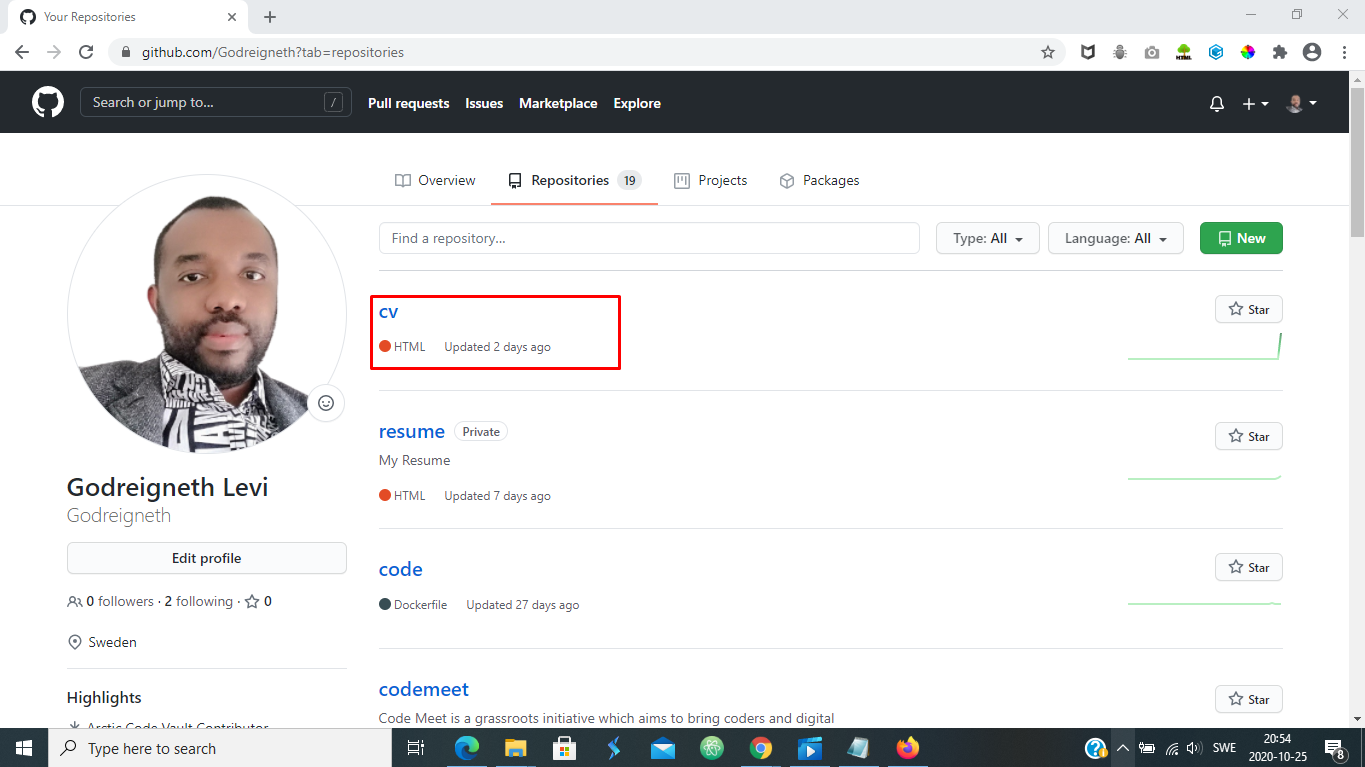 Your Repositories
github.com/Godreigneth?tab=repositories
Search or jump to... /
Pull requests Issues Marketplace Explore
Overview Repositories 19 Projects Packages
Find a repository...
Type: All Language: All New
cv
Star
HTML Updated 2 days ago
resume Private
Star
My Resume
HTML Updated 7 days ago
code
Star
Dockerfile Updated 27 days ago
codemeet
Star
Code Meet is a grassroots initiative which aims to bring coders and digital
Godreigneth Levi
Godreigneth
Edit profile
0 followers · 2 following · 0
Sweden
Highlights
Arctic Code Vault Contributor
Type here to search
SWE
20:54
2020-10-25
8